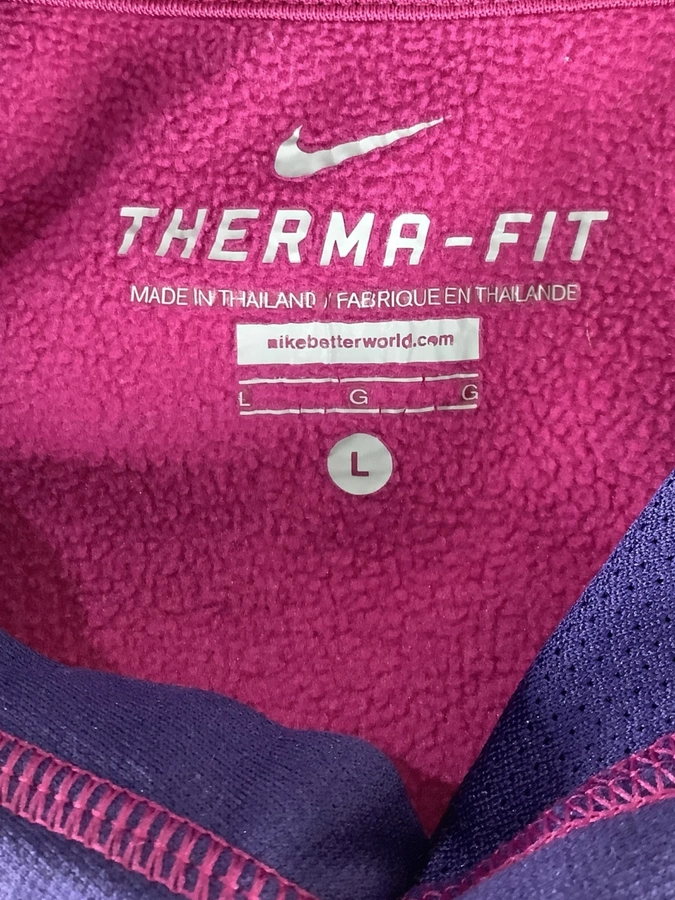 THERMA-FIT
MADE IN THAILAND / FABRIQUE EN THAILANDE
nikebetterworld.com
L G G
L